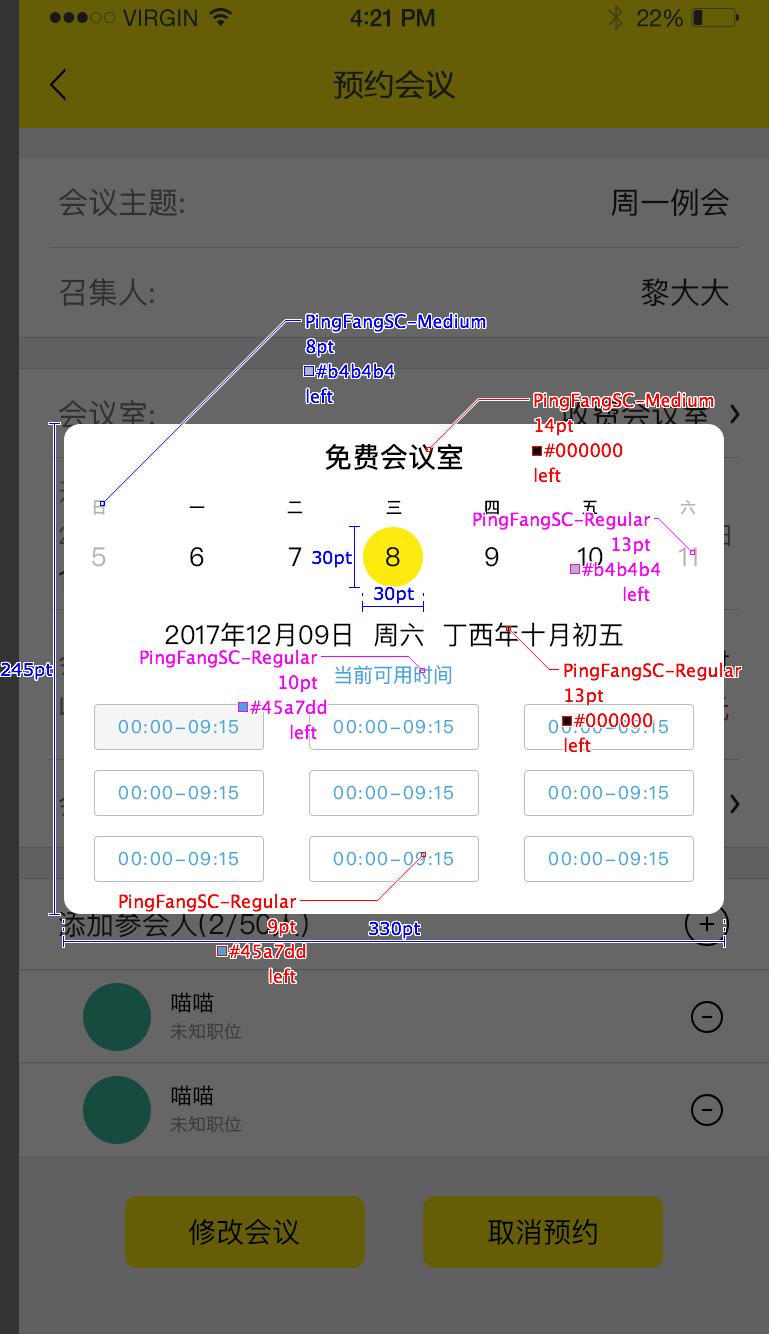 VIRGIN
4:21 PM
22%
预约会议
会议主题:
周一例会
召集人:
黎大大
PingFangSC-Medium
8pt
#b4b4b4
left
会议室:
收费会议室
PingFangSC-Medium
14pt
#000000
left
免费会议室
日 一 二 三 四 五 六
PingFangSC-Regular
13pt
#b4b4b4
left
5 6 7 8 9 10 11
30pt
30pt
2017年12月09日 周六 丁酉年十月初五
245pt
PingFangSC-Regular
10pt
#45a7dd
left
当前可用时间
PingFangSC-Regular
13pt
#000000
left
00:00-09:15 00:00-09:15 00:00-09:15
00:00-09:15 00:00-09:15 00:00-09:15
00:00-09:15 00:00-09:15 00:00-09:15
PingFangSC-Regular
9pt
#45a7dd
left
添加参会人(2/50人)
330pt
喵喵
未知职位
喵喵
未知职位
修改会议
取消预约